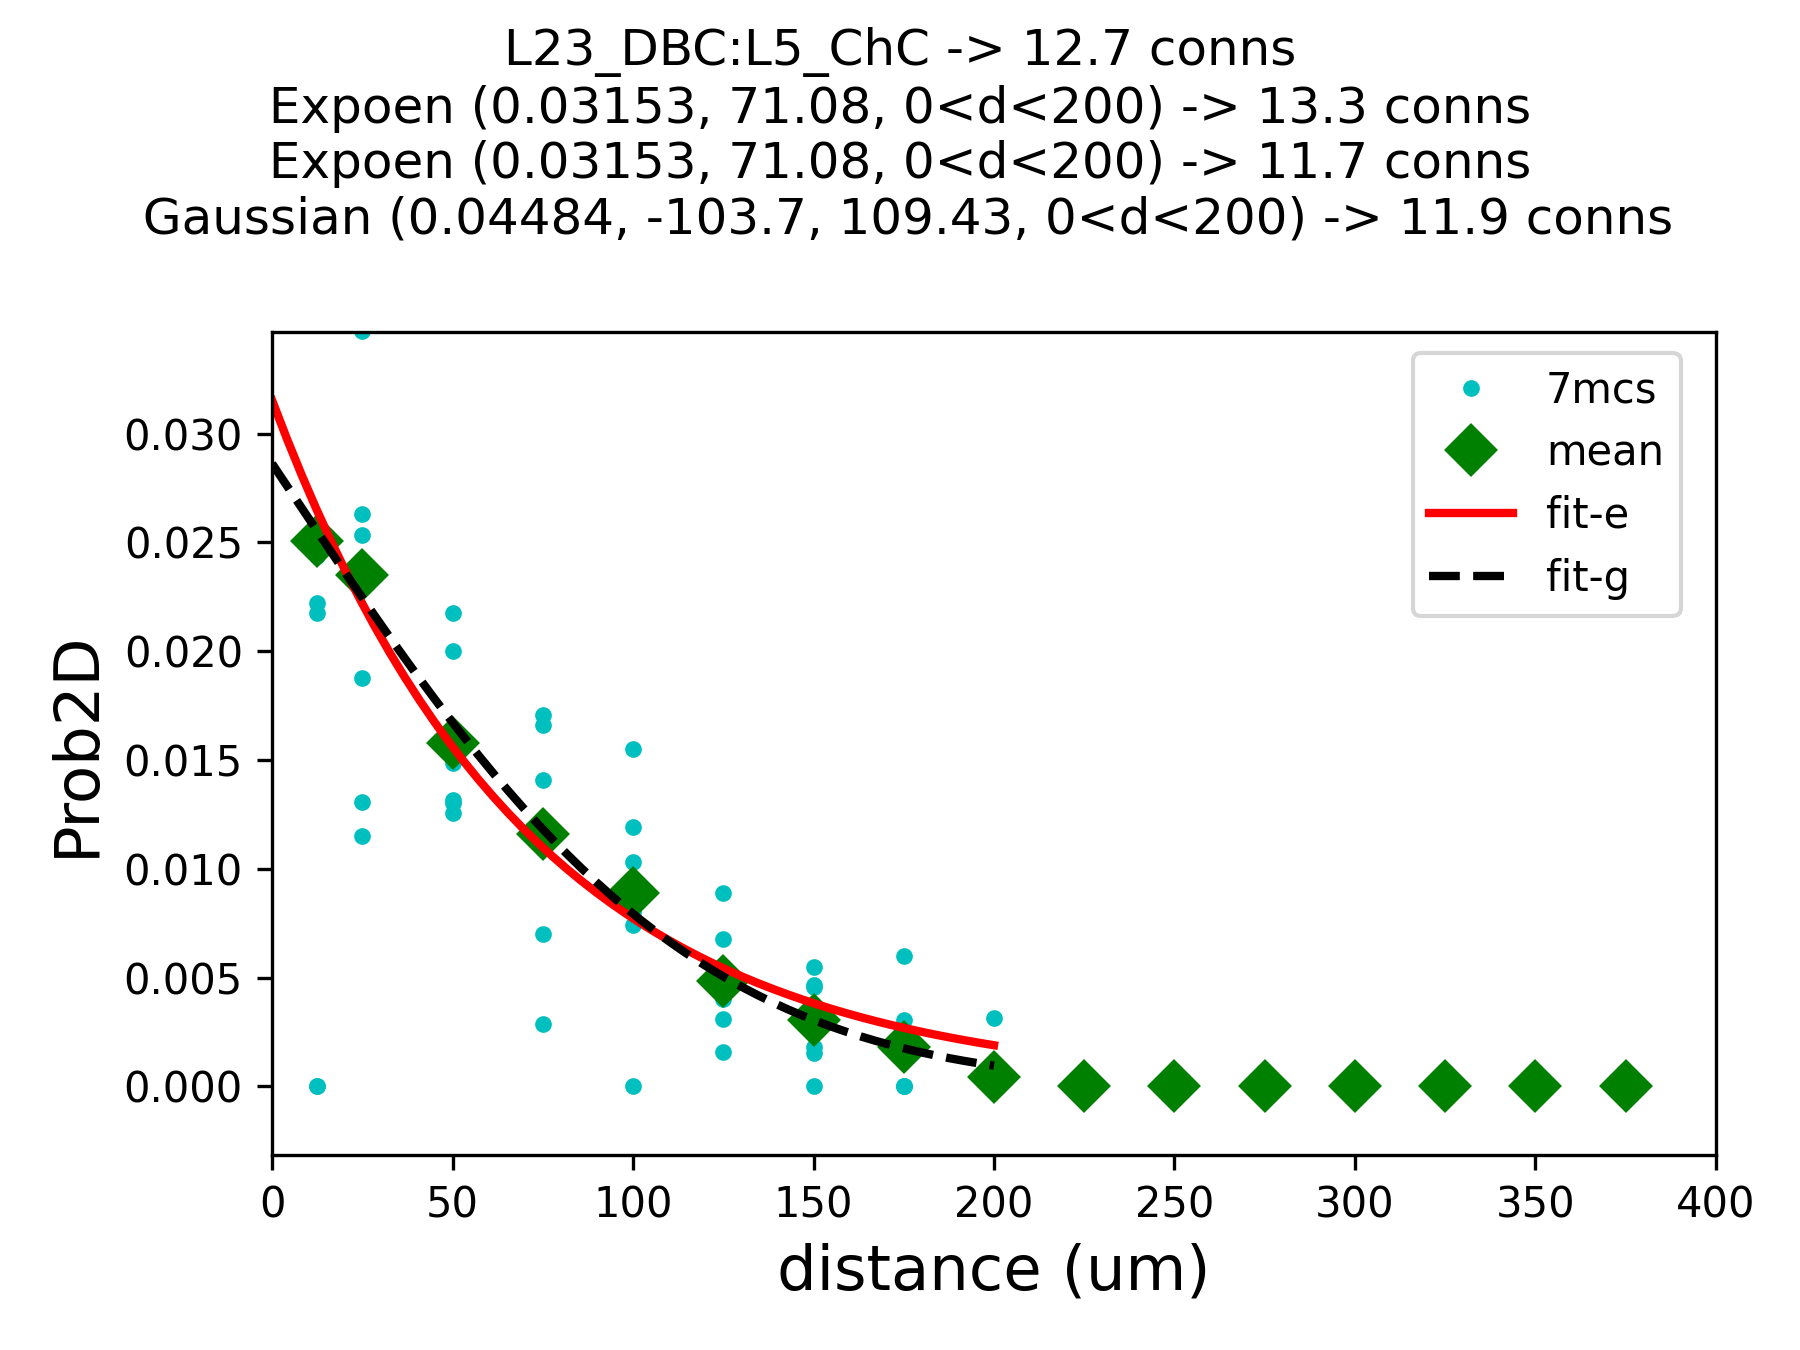 L23_DBC:L5_ChC -> 12.7 conns
Expoen (0.03153, 71.08, 0<d<200) -> 13.3 conns
Expoen (0.03153, 71.08, 0<d<200) -> 11.7 conns
Gaussian (0.04484, -103.7, 109.43, 0<d<200) -> 11.9 conns
7mcs
mean
fit-e
fit-g
Prob2D
0.030
0.025
0.020
0.015
0.010
0.005
0.000
0 50 100 150 200 250 300 350 400
distance (um)